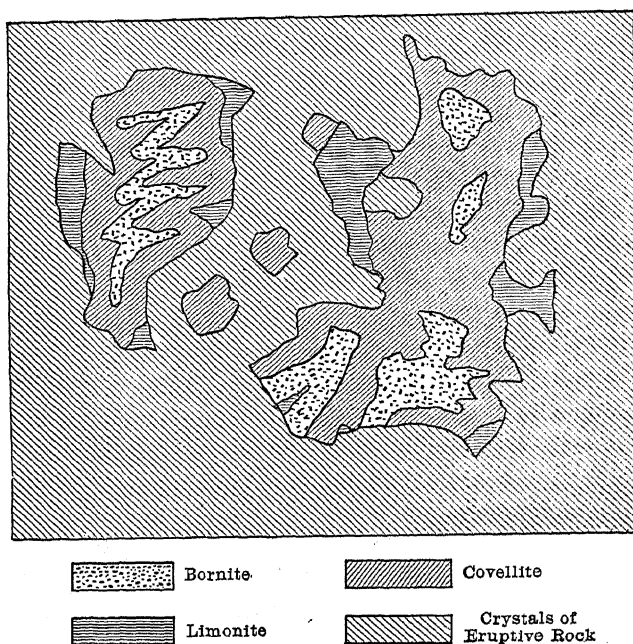 Bornite
Covellite
Limonite
Crystals of
Eruptive Rock